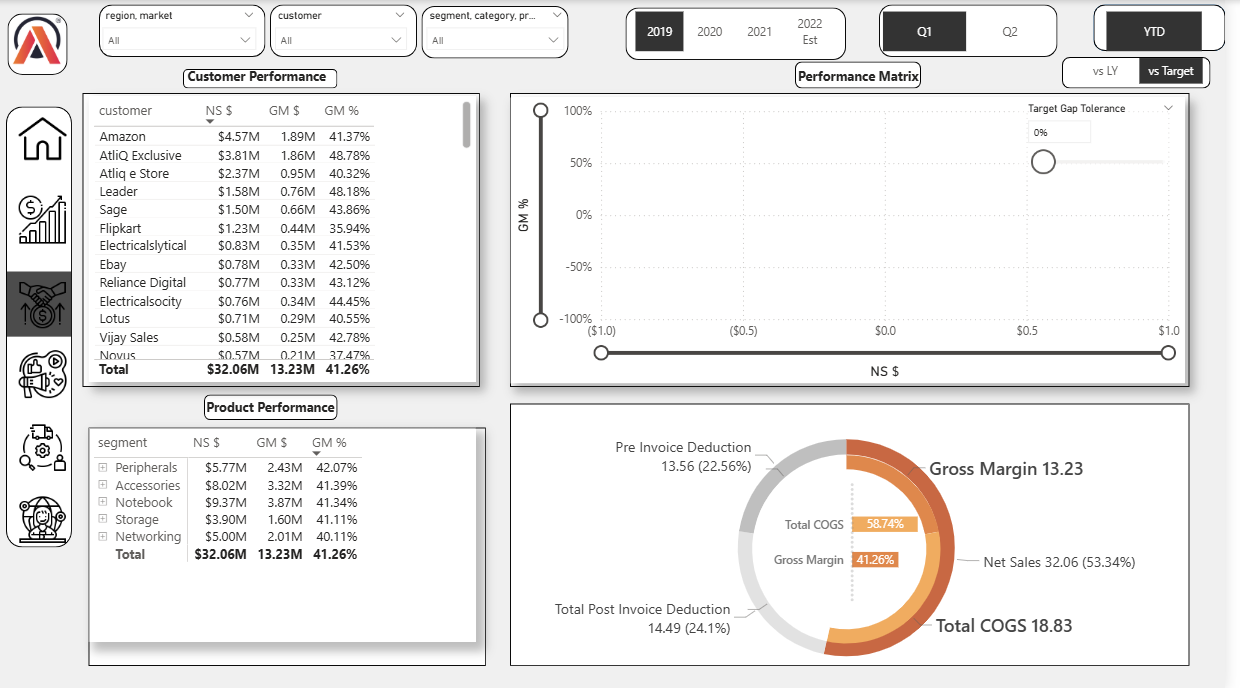 region, market
All
customer
All
segment, category, pr...
All
2019 2020 2021 2022 Est
Q1 Q2
YTD
vs LY vs Target
Customer Performance
customer NS $ GM $ GM %
Amazon $4.57M 1.89M 41.37%
AtliQ Exclusive $3.81M 1.86M 48.78%
Atliq e Store $2.37M 0.95M 40.32%
Leader $1.58M 0.76M 48.18%
Sage $1.50M 0.66M 43.86%
Flipkart $1.23M 0.44M 35.94%
Electricalslytical $0.83M 0.35M 41.53%
Ebay $0.78M 0.33M 42.50%
Reliance Digital $0.77M 0.33M 43.12%
Electricalsocity $0.76M 0.34M 44.45%
Lotus $0.71M 0.29M 40.55%
Vijay Sales $0.58M 0.25M 42.78%
Novus $0.57M 0.21M 37.47%
Total $32.06M 13.23M 41.26%
Performance Matrix
Target Gap Tolerance
0%
GM %
100%
50%
0%
-50%
-100%
($1.0) ($0.5) $0.0 $0.5 $1.0
NS $
Product Performance
segment NS $ GM $ GM %
Peripherals $5.77M 2.43M 42.07%
Accessories $8.02M 3.32M 41.39%
Notebook $9.37M 3.87M 41.34%
Storage $3.90M 1.60M 41.11%
Networking $5.00M 2.01M 40.11%
Total $32.06M 13.23M 41.26%
Pre Invoice Deduction
13.56 (22.56%)
Gross Margin 13.23
Total COGS 58.74%
Gross Margin 41.26%
Net Sales 32.06 (53.34%)
Total Post Invoice Deduction
14.49 (24.1%)
Total COGS 18.83